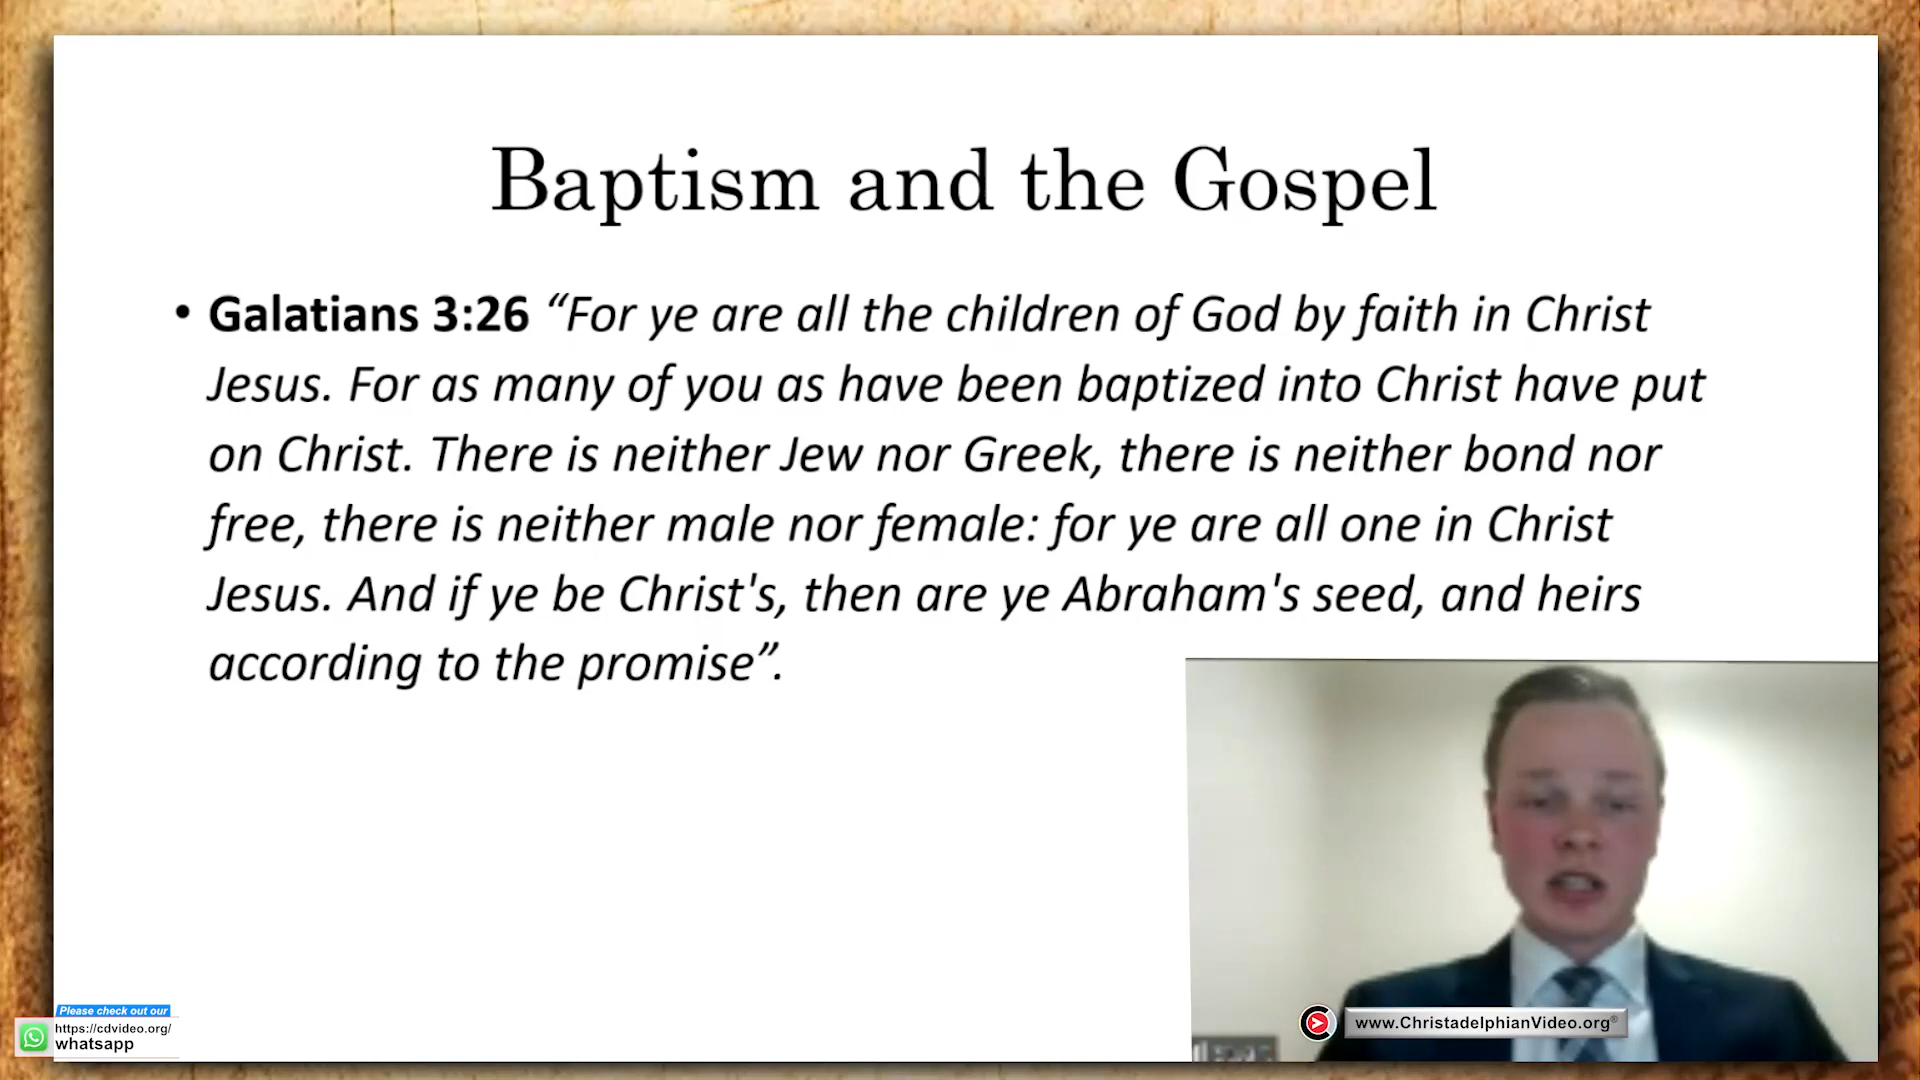 Baptism and the Gospel
• Galatians 3:26 “For ye are all the children of God by faith in Christ
Jesus. For as many of you as have been baptized into Christ have put
on Christ. There is neither Jew nor Greek, there is neither bond nor
free, there is neither male nor female: for ye are all one in Christ
Jesus. And if ye be Christ's, then are ye Abraham's seed, and heirs
according to the promise”.
Please check out our
https://cdvideo.org/
whatsapp
www.ChristadelphianVideo.org®